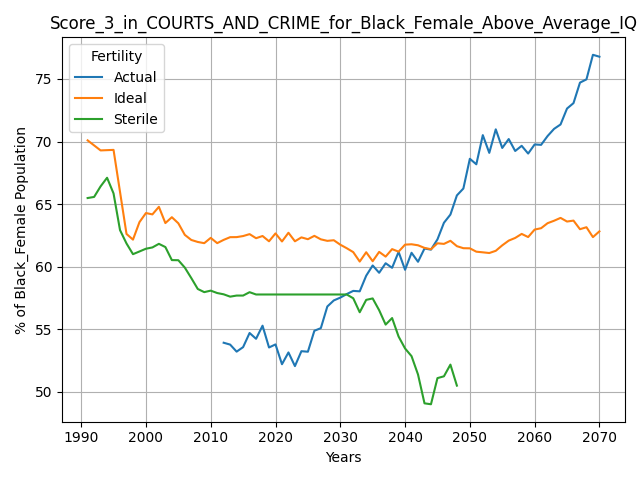 Score_3_in_COURTS_AND_CRIME_for_Black_Female_Above_Average_IQ
Fertility
Actual
Ideal
Sterile
% of Black_Female Population
75
70
65
60
55
50
1990 2000 2010 2020 2030 2040 2050 2060 2070
Years